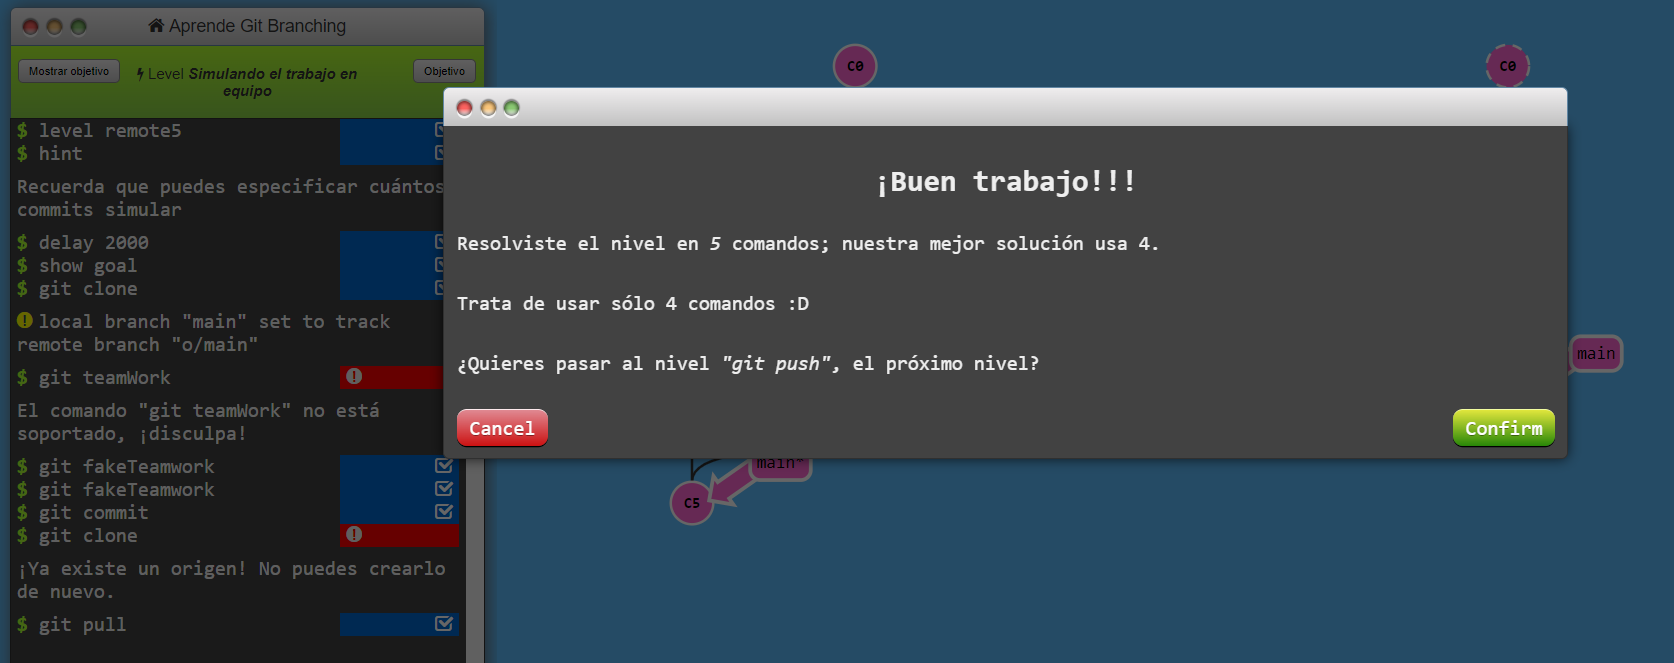 Aprende Git Branching
Mostrar objetivo
Level Simulando el trabajo en
equipo
Objetivo
$ level remote5
$ hint
Recuerda que puedes especificar cuántos
commits simular
$ delay 2000
$ show goal
$ git clone
local branch "main" set to track
remote branch "o/main"
$ git teamWork
El comando "git teamWork" no está
soportado, ¡disculpa!
$ git fakeTeamwork
$ git fakeTeamwork
$ git commit
$ git clone
¡Ya existe un origen! No puedes crearlo
de nuevo.
$ git pull
C0
C0
¡Buen trabajo!!!
Resolviste el nivel en 5 comandos; nuestra mejor solución usa 4.
Trata de usar sólo 4 comandos :D
¿Quieres pasar al nivel "git push", el próximo nivel?
Cancel
Confirm
main
main*
C5